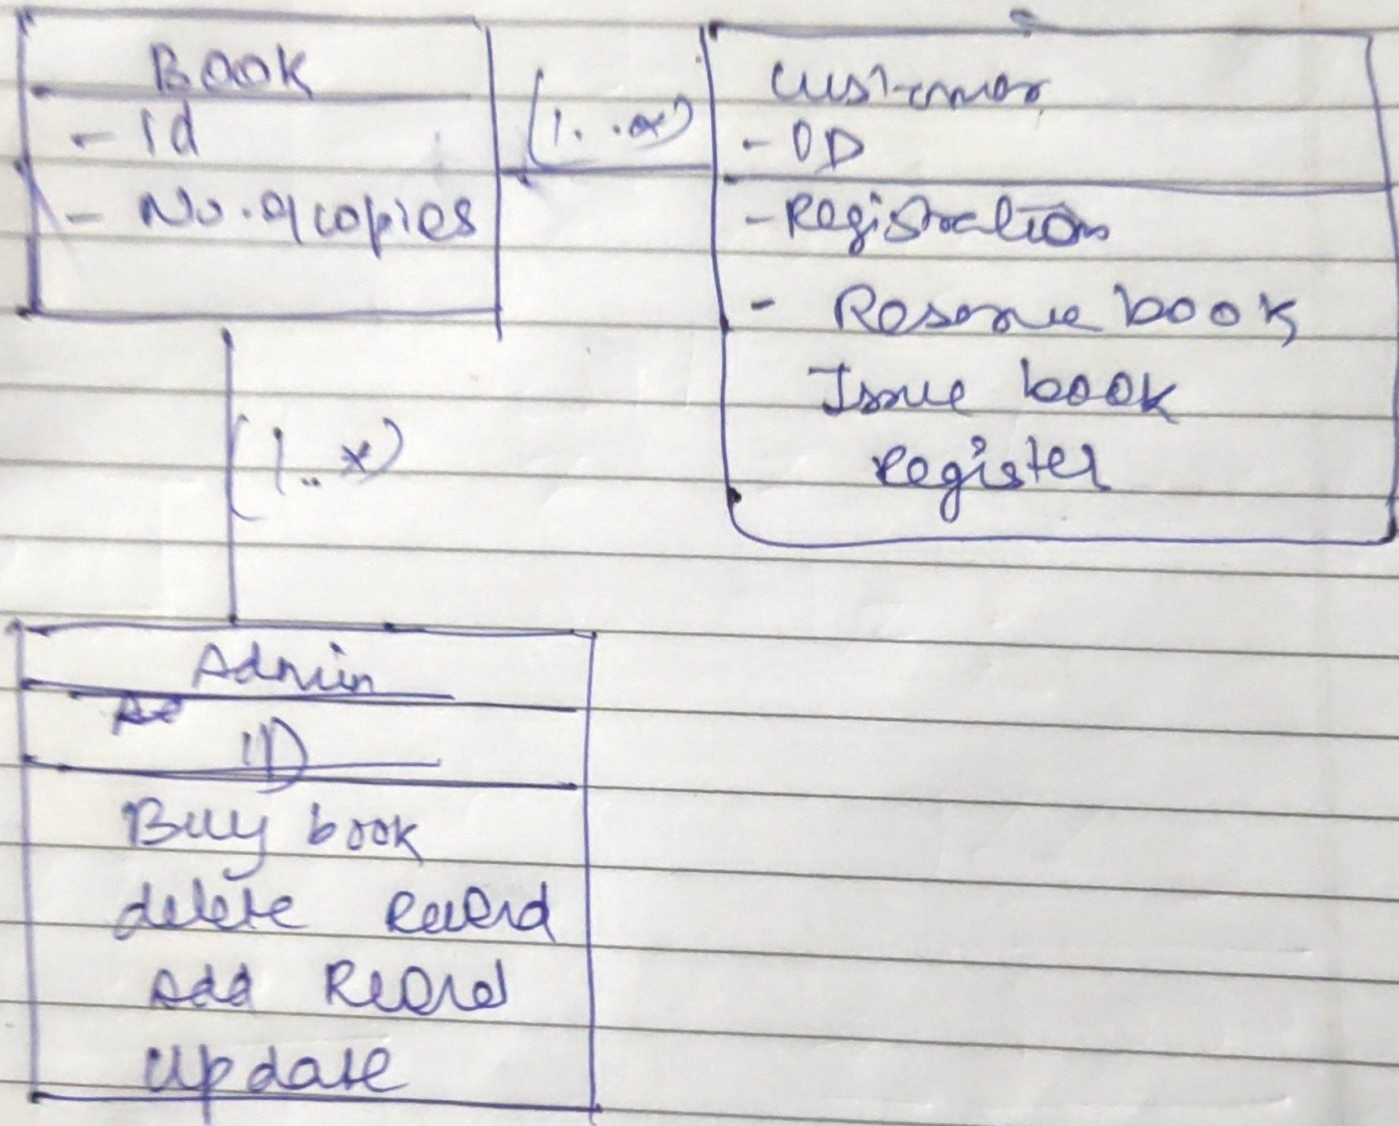 Book
- Id
- No. of copies
(1..*)
Customer
- ID
- Registration
- Reserve book
Issue book
register
(1..*)
Admin
ID
Buy book
delete Record
Add Record
Update